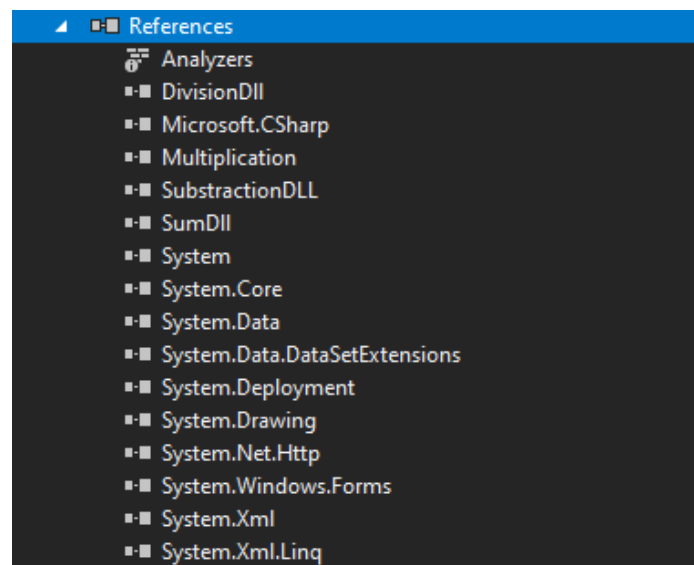 References
Analyzers
DivisionDll
Microsoft.CSharp
Multiplication
SubstractionDLL
SumDll
System
System.Core
System.Data
System.Data.DataSetExtensions
System.Deployment
System.Drawing
System.Net.Http
System.Windows.Forms
System.Xml
System.Xml.Linq